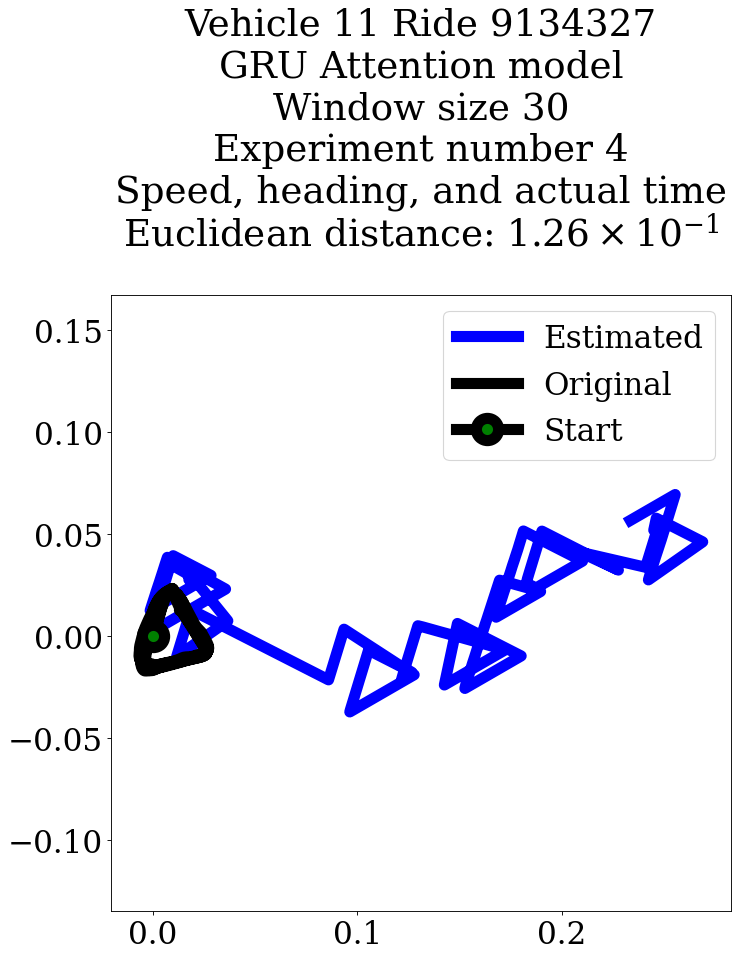 Vehicle 11 Ride 9134327
GRU Attention model
Window size 30
Experiment number 4
Speed, heading, and actual time
Euclidean distance: 1.26 × 10⁻¹
Estimated
Original
Start
0.15
0.10
0.05
0.00
−0.05
−0.10
0.0 0.1 0.2